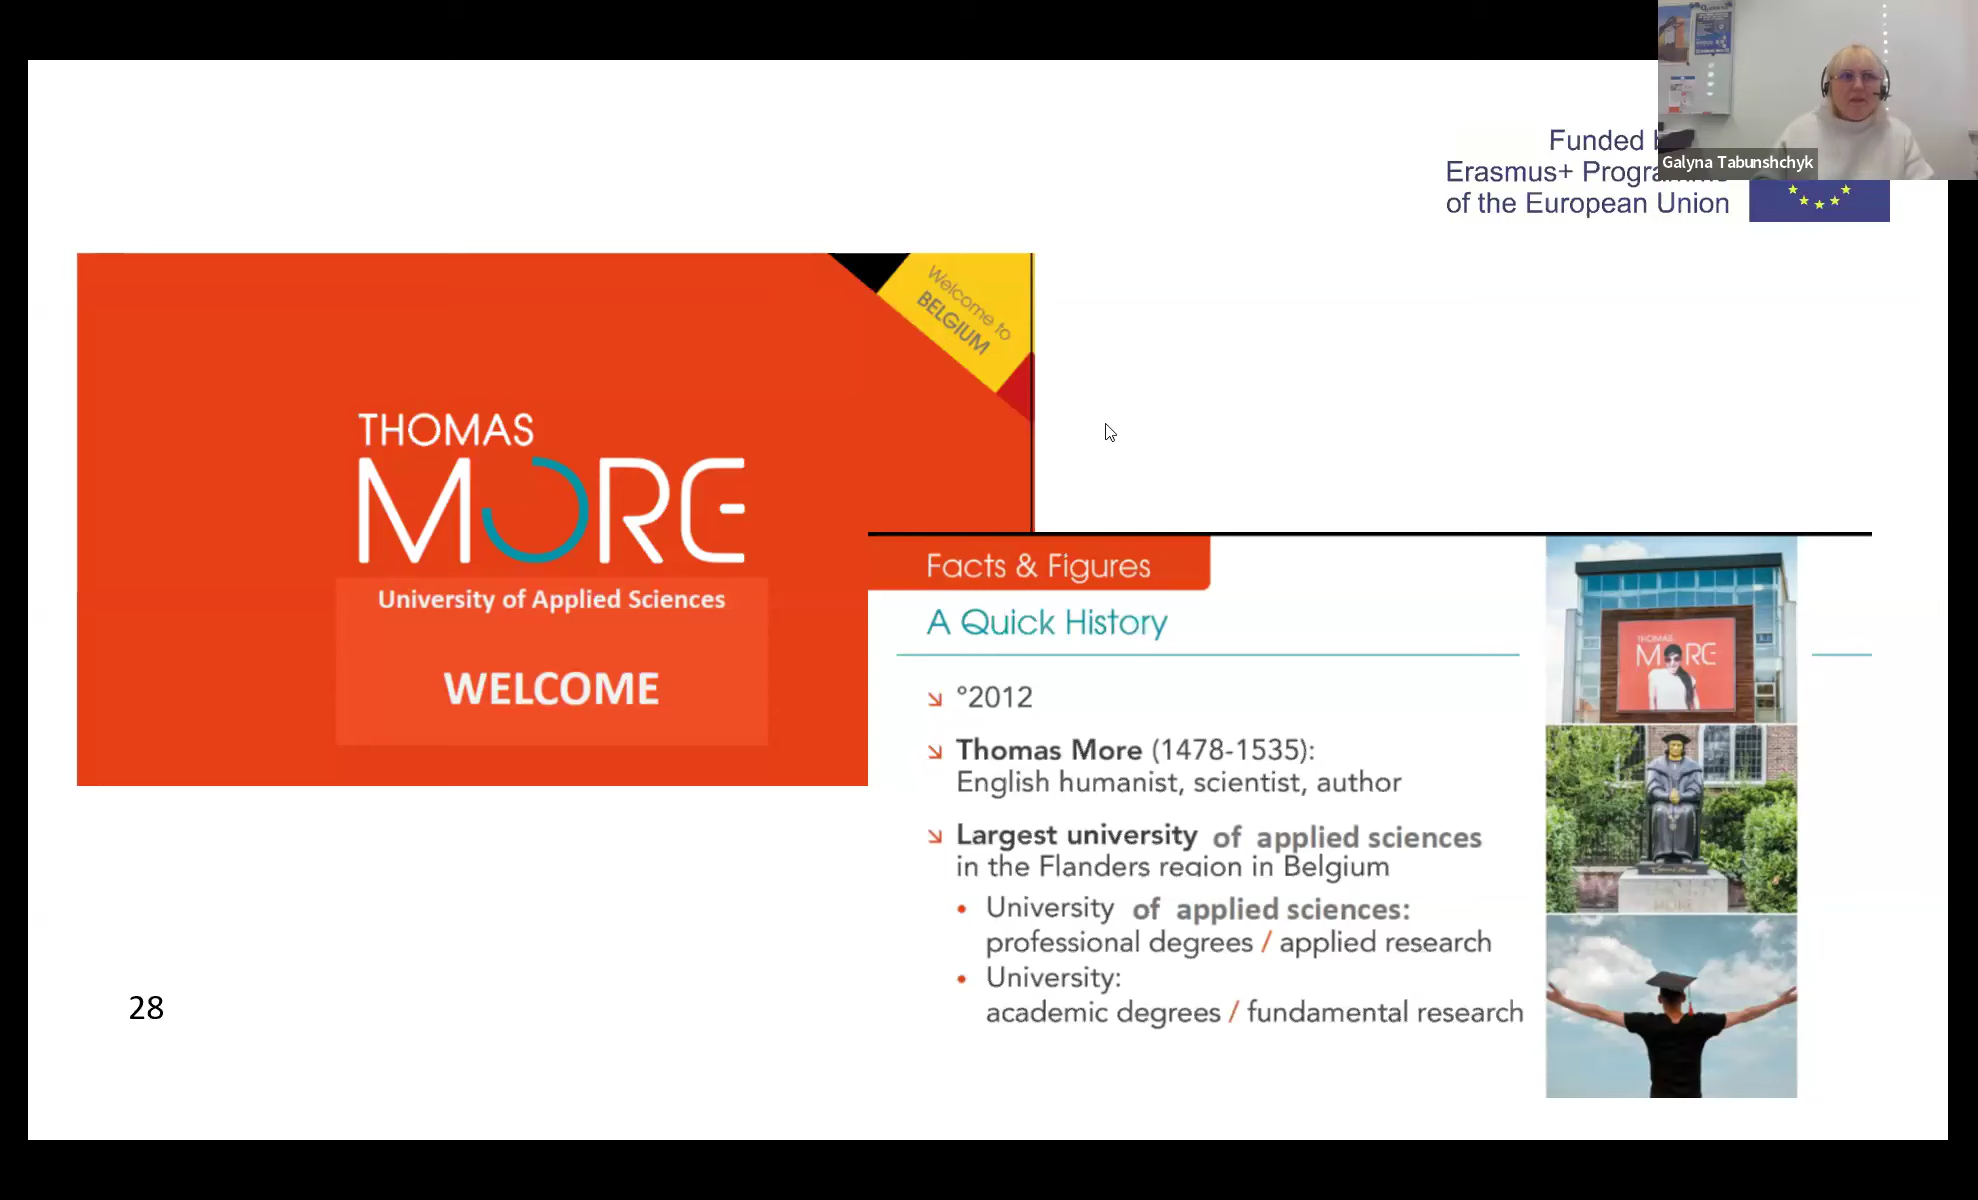 Galyna Tabunshchyk
Funded
Erasmus+
of the European Union
Welcome to
BELGIUM
THOMAS
MORE
University of Applied Sciences
WELCOME
Facts & Figures
A Quick History
°2012
Thomas More (1478-1535):
English humanist, scientist, author
Largest university of applied sciences
in the Flanders region in Belgium
• University of applied sciences:
professional degrees / applied research
• University:
academic degrees / fundamental research
THOMAS
MORE
28